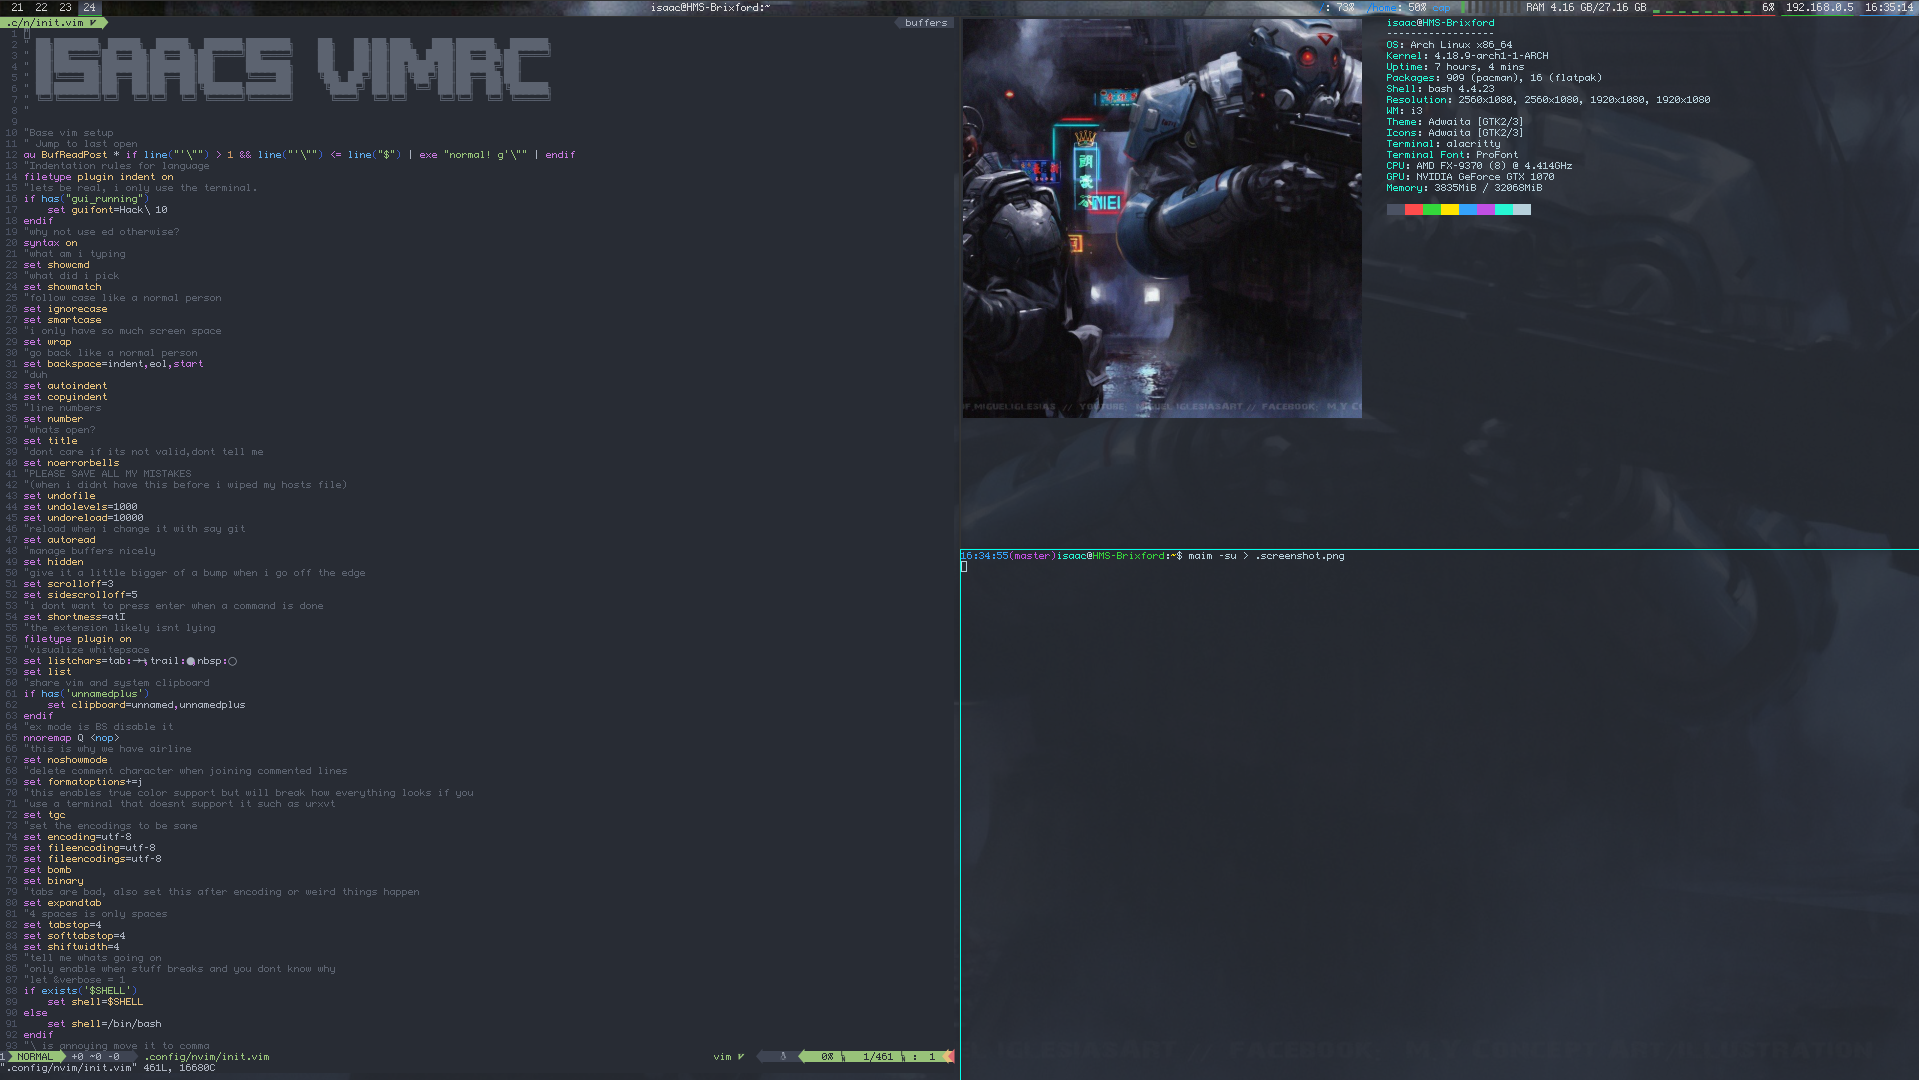 21 22 23 24
isaac@HMS-Brixford:~
/: 73% /home: 50% cpp RAM 4.16 GB/27.16 GB 6% 192.168.0.5 16:35:14
.c/n/init.vim
buffers
1
2 " ISAACS VIMRC
3 "
4 "
5 "
6 "
7 "
8 "
9
10 "Base vim setup
11 " Jump to last open
12 au BufReadPost * if line("'\"") > 1 && line("'\"") <= line("$") | exe "normal! g'\"" | endif
13 "Indentation rules for language
14 filetype plugin indent on
15 "lets be real, i only use the terminal.
16 if has("gui_running")
17     set guifont=Hack\ 10
18 endif
19 "why not use ed otherwise?
20 syntax on
21 "what am i typing
22 set showcmd
23 "what did i pick
24 set showmatch
25 "follow case like a normal person
26 set ignorecase
27 set smartcase
28 "i only have so much screen space
29 set wrap
30 "go back like a normal person
31 set backspace=indent,eol,start
32 "duh
33 set autoindent
34 set copyindent
35 "line numbers
36 set number
37 "whats open?
38 set title
39 "dont care if its not valid,dont tell me
40 set noerrorbells
41 "PLEASE SAVE ALL MY MISTAKES
42 "(when i didnt have this before i wiped my hosts file)
43 set undofile
44 set undolevels=1000
45 set undoreload=10000
46 "reload when i change it with say git
47 set autoread
48 "manage buffers nicely
49 set hidden
50 "give it a little bigger of a bump when i go off the edge
51 set scrolloff=3
52 set sidescrolloff=5
53 "i dont want to press enter when a command is done
54 set shortmess=atI
55 "the extension likely isnt lying
56 filetype plugin on
57 "visualize whitepsace
58 set listchars=tab:→→,trail:●,nbsp:○
59 set list
60 "share vim and system clipboard
61 if has('unnamedplus')
62     set clipboard=unnamed,unnamedplus
63 endif
64 "ex mode is BS disable it
65 nnoremap Q <nop>
66 "this is why we have airline
67 set noshowmode
68 "delete comment character when joining commented lines
69 set formatoptions+=j
70 "this enables true color support but will break how everything looks if you
71 "use a terminal that doesnt support it such as urxvt
72 set tgc
73 "set the encodings to be sane
74 set encoding=utf-8
75 set fileencoding=utf-8
76 set fileencodings=utf-8
77 set bomb
78 set binary
79 "tabs are bad, also set this after encoding or weird things happen
80 set expandtab
81 "4 spaces is only spaces
82 set tabstop=4
83 set softtabstop=4
84 set shiftwidth=4
85 "tell me whats going on
86 "only enable when stuff breaks and you dont know why
87 "let &verbose = 1
88 if exists('$SHELL')
89     set shell=$SHELL
90 else
91     set shell=/bin/bash
92 endif
93 "\ is annoying move it to comma
1 NORMAL +0 ~0 -0 .config/nvim/init.vim vim 0% 1/461 : 1
".config/nvim/init.vim" 461L, 16680C
MIEI
OF MIGUELIGLESIAS // YOUTUBE MIGUELIGLESIASART // FACEBOOK M Y C
isaac@HMS-Brixford
------------------
OS: Arch Linux x86_64
Kernel: 4.18.9-arch1-1-ARCH
Uptime: 7 hours, 4 mins
Packages: 909 (pacman), 16 (flatpak)
Shell: bash 4.4.23
Resolution: 2560x1080, 2560x1080, 1920x1080, 1920x1080
WM: i3
Theme: Adwaita [GTK2/3]
Icons: Adwaita [GTK2/3]
Terminal: alacritty
Terminal Font: ProFont
CPU: AMD FX-9370 (8) @ 4.414GHz
GPU: NVIDIA GeForce GTX 1070
Memory: 3835MiB / 32068MiB
16:34:55(master)isaac@HMS-Brixford:~$ maim -su > .screenshot.png